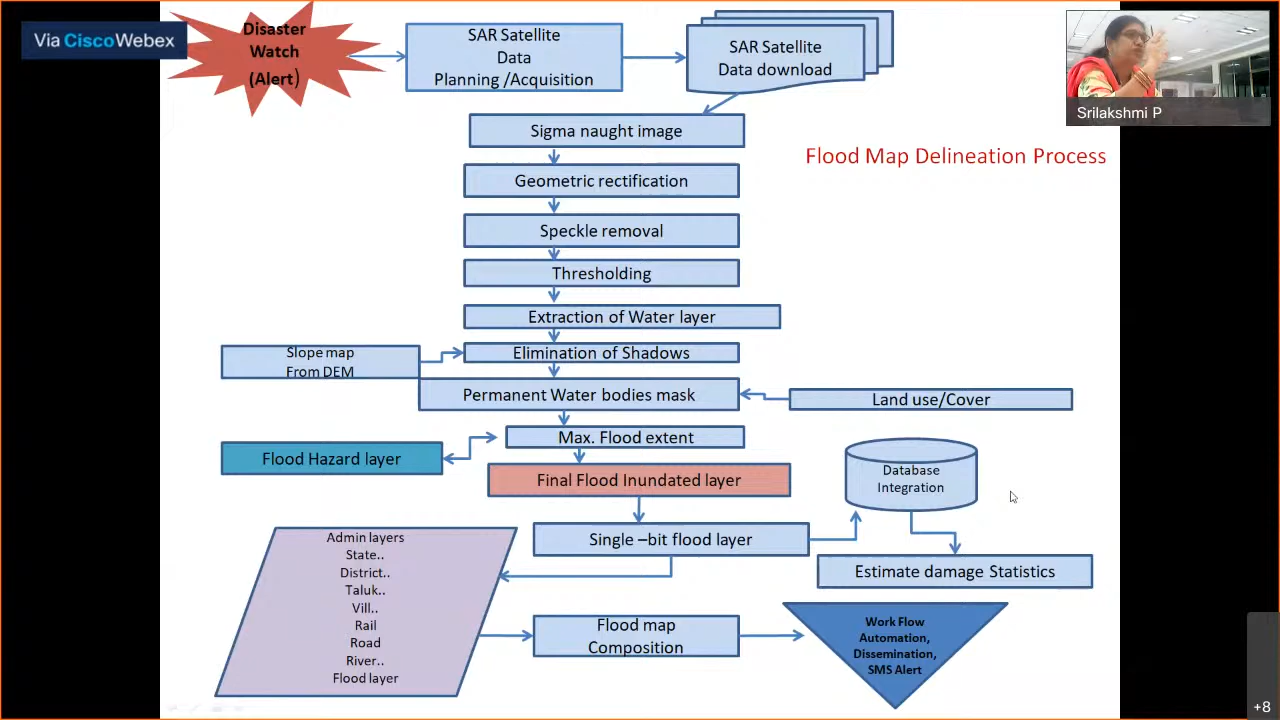 Via CiscoWebex
Disaster
Watch
(Alert)
SAR Satellite
Data
Planning /Acquisition
SAR Satellite
Data download
Srilakshmi P
Sigma naught image
Flood Map Delineation Process
Geometric rectification
Speckle removal
Thresholding
Extraction of Water layer
Slope map
From DEM
Elimination of Shadows
Permanent Water bodies mask
Land use/Cover
Max. Flood extent
Flood Hazard layer
Final Flood Inundated layer
Database
Integration
Single –bit flood layer
Estimate damage Statistics
Admin layers
State..
District..
Taluk..
Vill..
Rail
Road
River..
Flood layer
Flood map
Composition
Work Flow
Automation,
Dissemination,
SMS Alert
+8